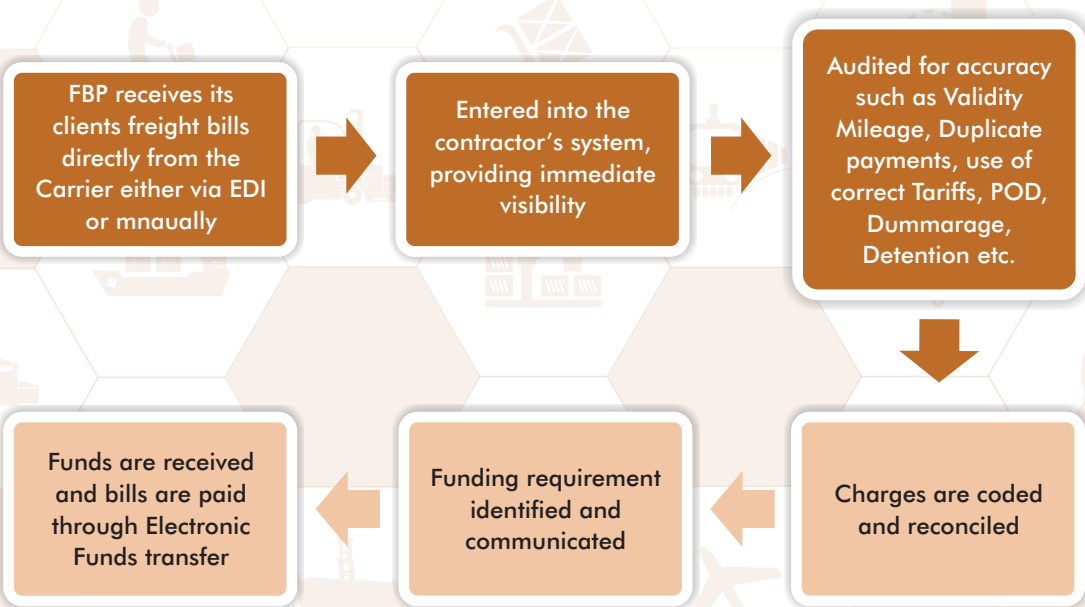 FBP receives its
clients freight bills
directly from the
Carrier either via EDI
or mnaually
Entered into the
contractor's system,
providing immediate
visibility
Audited for accuracy
such as Validity
Mileage, Duplicate
payments, use of
correct Tariffs, POD,
Dummarage,
Detention etc.
Charges are coded
and reconciled
Funding requirement
identified and
communicated
Funds are received
and bills are paid
through Electronic
Funds transfer